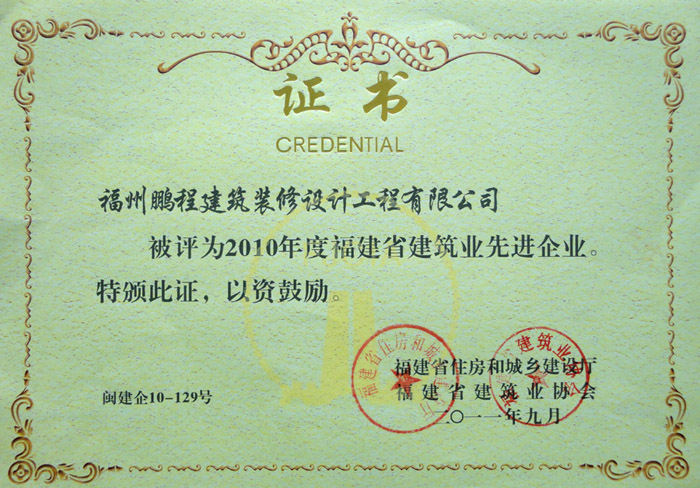 证书
CREDENTIAL
福州鹏程建筑装修设计工程有限公司
被评为2010年度福建省建筑业先进企业。
特颁此证，以资鼓励。
福建省住房和城乡建设厅
福建省建筑业协会
二〇一一年九月
闽建企10-129号